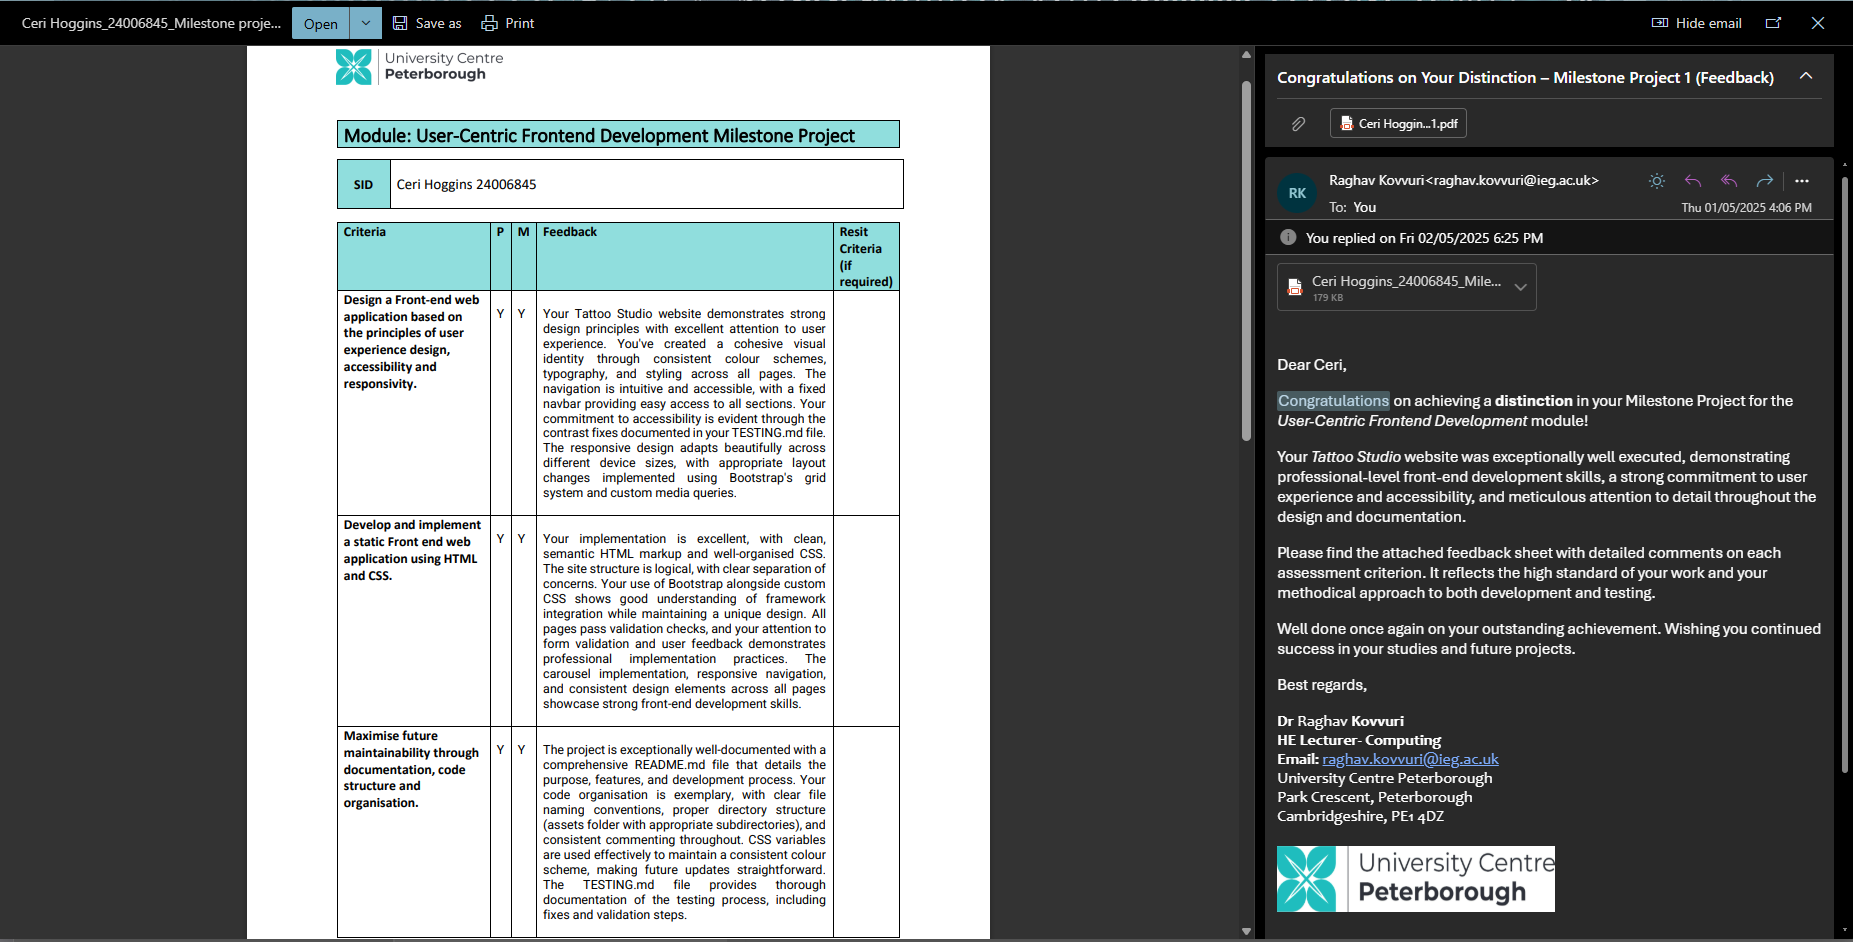 Ceri Hoggins_24006845_Milestone proje...
Open
Save as
Print
Hide email
University Centre
Peterborough
Module: User-Centric Frontend Development Milestone Project
SID
Ceri Hoggins 24006845
Criteria
P
M
Feedback
Resit
Criteria
(if
required)
Design a Front-end web
application based on
the principles of user
experience design,
accessibility and
responsivity.
Y
Y
Your Tattoo Studio website demonstrates strong
design principles with excellent attention to user
experience. You've created a cohesive visual
identity through consistent colour schemes,
typography, and styling across all pages. The
navigation is intuitive and accessible, with a fixed
navbar providing easy access to all sections. Your
commitment to accessibility is evident through the
contrast fixes documented in your TESTING.md file.
The responsive design adapts beautifully across
different device sizes, with appropriate layout
changes implemented using Bootstrap's grid
system and custom media queries.
Develop and implement
a static Front end web
application using HTML
and CSS.
Y
Y
Your implementation is excellent, with clean,
semantic HTML markup and well-organised CSS.
The site structure is logical, with clear separation of
concerns. Your use of Bootstrap alongside custom
CSS shows good understanding of framework
integration while maintaining a unique design. All
pages pass validation checks, and your attention to
form validation and user feedback demonstrates
professional implementation practices. The
carousel implementation, responsive navigation,
and consistent design elements across all pages
showcase strong front-end development skills.
Maximise future
maintainability through
documentation, code
structure and
organisation.
Y
Y
The project is exceptionally well-documented with a
comprehensive README.md file that details the
purpose, features, and development process. Your
code organisation is exemplary, with clear file
naming conventions, proper directory structure
(assets folder with appropriate subdirectories), and
consistent commenting throughout. CSS variables
are used effectively to maintain a consistent colour
scheme, making future updates straightforward.
The TESTING.md file provides thorough
documentation of the testing process, including
fixes and validation steps.
Congratulations on Your Distinction – Milestone Project 1 (Feedback)
Ceri Hoggin...1.pdf
RK
Raghav Kovvuri<raghav.kovvuri@ieg.ac.uk>
To: You
Thu 01/05/2025 4:06 PM
You replied on Fri 02/05/2025 6:25 PM
Ceri Hoggins_24006845_Mile...
179 KB
Dear Ceri,
Congratulations on achieving a distinction in your Milestone Project for the
User-Centric Frontend Development module!
Your Tattoo Studio website was exceptionally well executed, demonstrating
professional-level front-end development skills, a strong commitment to user
experience and accessibility, and meticulous attention to detail throughout the
design and documentation.
Please find the attached feedback sheet with detailed comments on each
assessment criterion. It reflects the high standard of your work and your
methodical approach to both development and testing.
Well done once again on your outstanding achievement. Wishing you continued
success in your studies and future projects.
Best regards,
Dr Raghav Kovvuri
HE Lecturer- Computing
Email: raghav.kovvuri@ieg.ac.uk
University Centre Peterborough
Park Crescent, Peterborough
Cambridgeshire, PE1 4DZ
University Centre
Peterborough